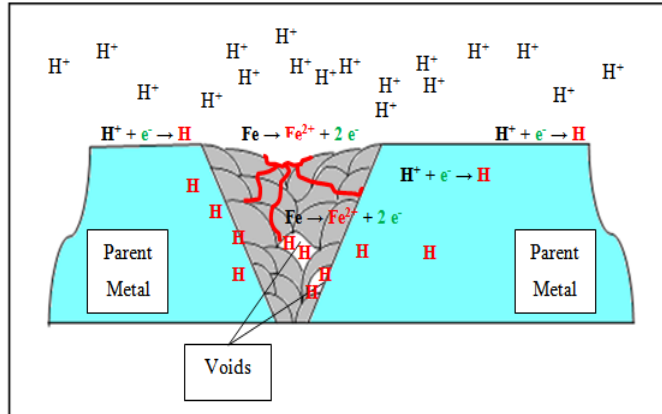 H⁺ H⁺ H⁺ H⁺ H⁺ H⁺ H⁺ H⁺ H⁺
H⁺ H⁺ H⁺ H⁺ H⁺ H⁺ H⁺
H⁺
H⁺ + e⁻ → H
Fe → Fe²⁺ + 2 e⁻
H⁺ + e⁻ → H
H⁺ + e⁻ → H
H
H
Fe → Fe²⁺ + 2 e⁻
H H H H H
H H H H
Parent
Metal
Parent
Metal
Voids